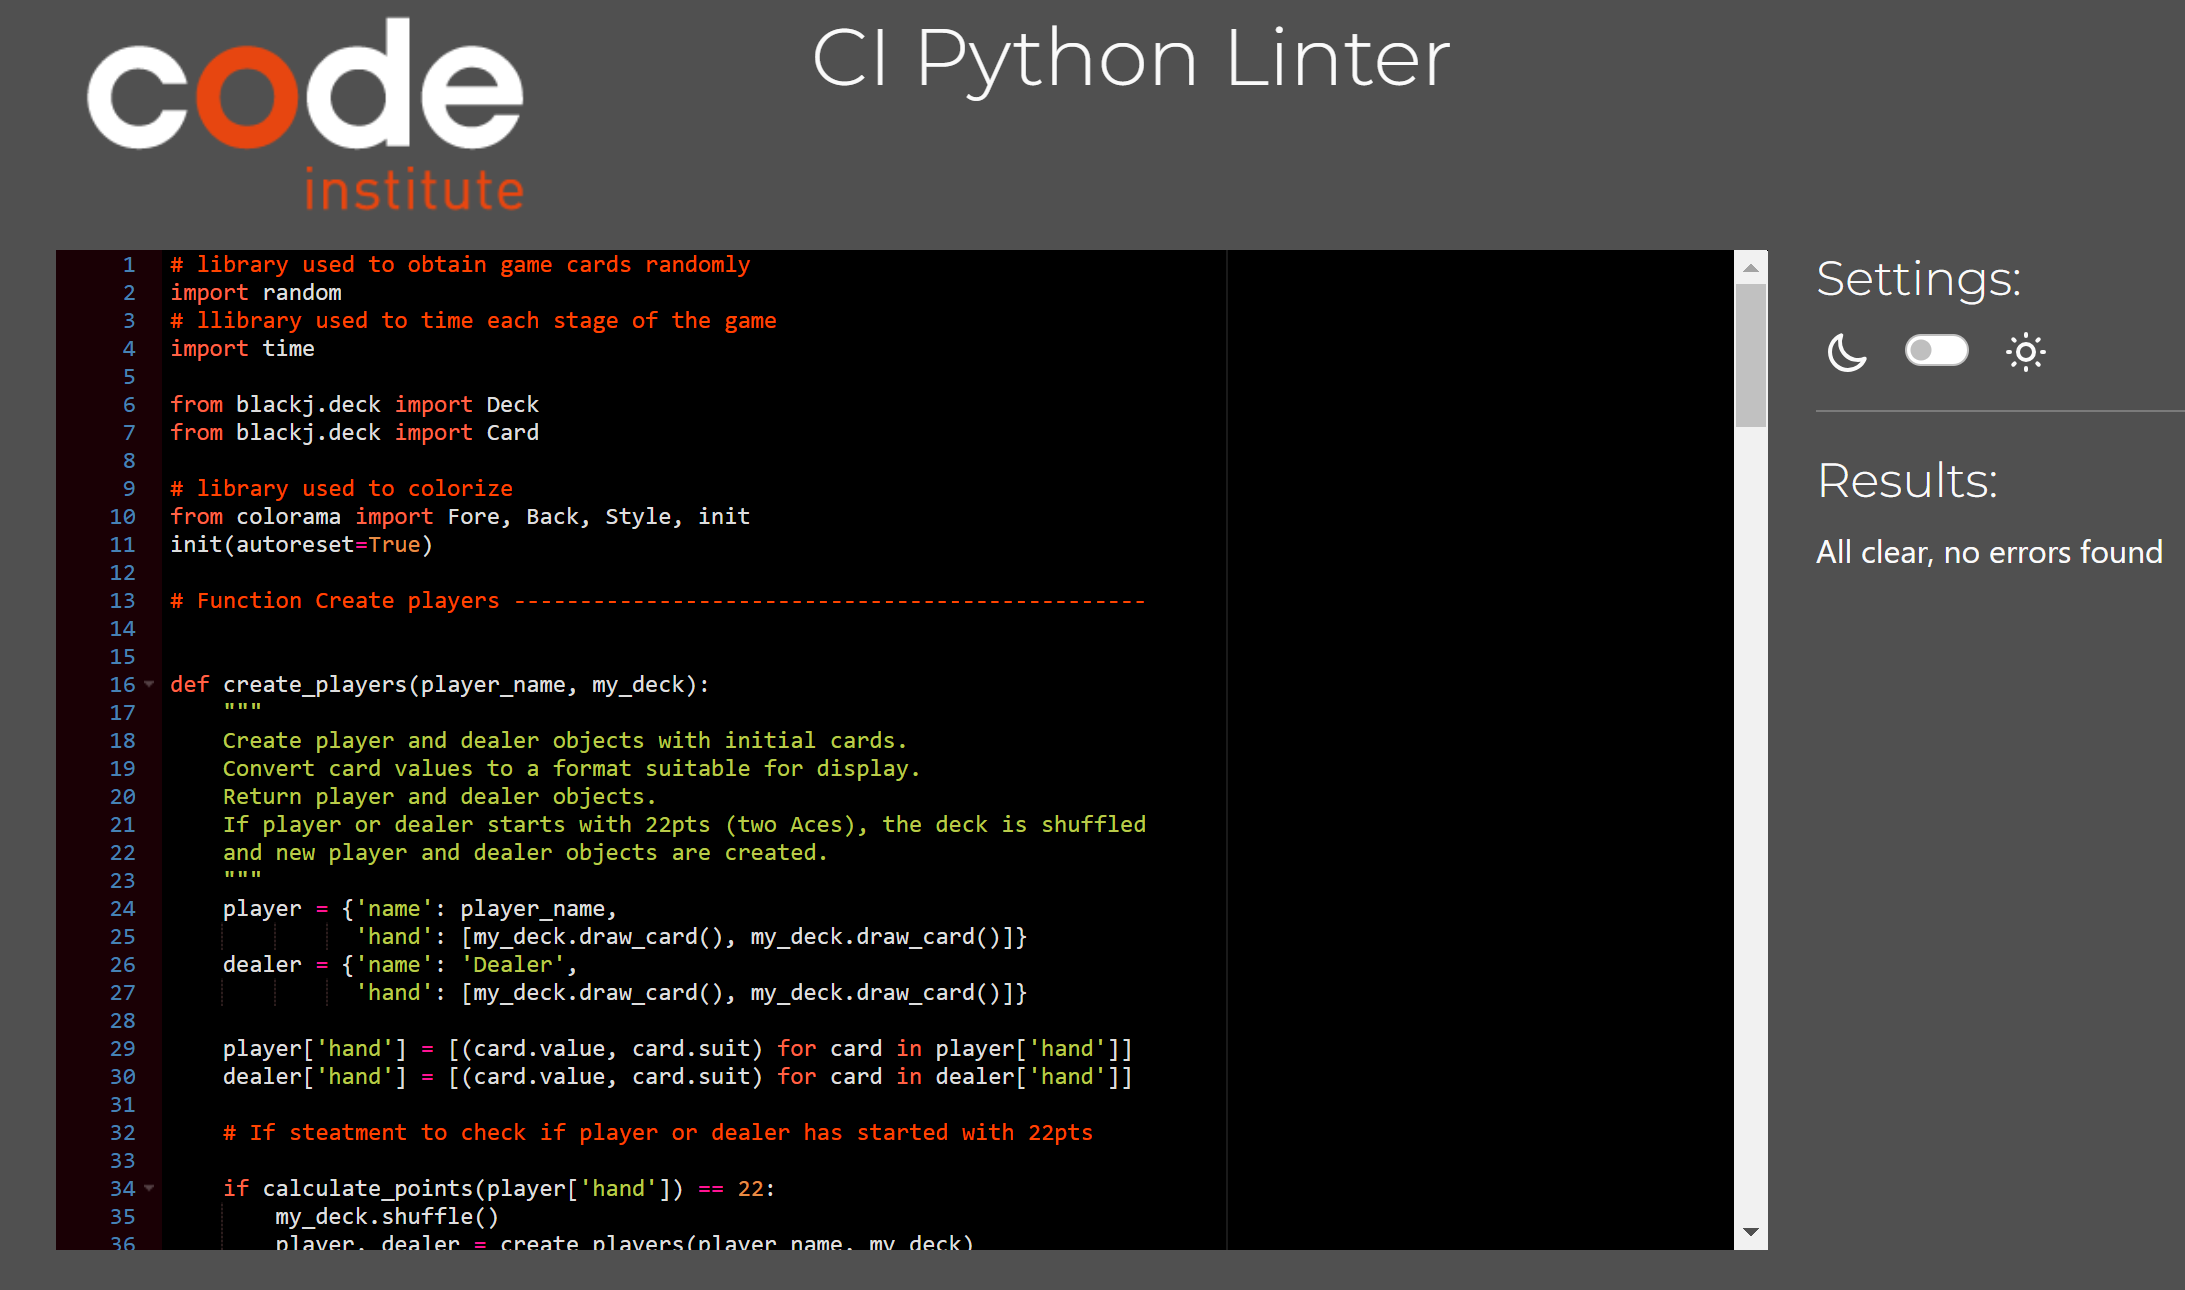 code
institute
CI Python Linter
1 # library used to obtain game cards randomly
2 import random
3 # llibrary used to time each stage of the game
4 import time
5
6 from blackj.deck import Deck
7 from blackj.deck import Card
8
9 # library used to colorize
10 from colorama import Fore, Back, Style, init
11 init(autoreset=True)
12
13 # Function Create players ------------------------------------------------
14
15
16 def create_players(player_name, my_deck):
17     """
18     Create player and dealer objects with initial cards.
19     Convert card values to a format suitable for display.
20     Return player and dealer objects.
21     If player or dealer starts with 22pts (two Aces), the deck is shuffled
22     and new player and dealer objects are created.
23     """
24     player = {'name': player_name,
25               'hand': [my_deck.draw_card(), my_deck.draw_card()]}
26     dealer = {'name': 'Dealer',
27               'hand': [my_deck.draw_card(), my_deck.draw_card()]}
28
29     player['hand'] = [(card.value, card.suit) for card in player['hand']]
30     dealer['hand'] = [(card.value, card.suit) for card in dealer['hand']]
31
32     # If steatment to check if player or dealer has started with 22pts
33
34     if calculate_points(player['hand']) == 22:
35         my_deck.shuffle()
36         player, dealer = create_players(player_name, my_deck)
Settings:
Results:
All clear, no errors found